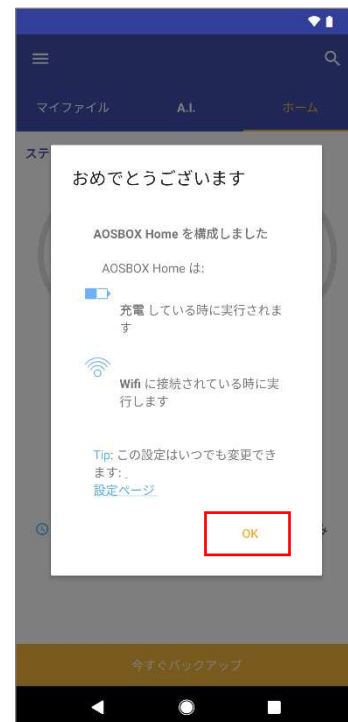 マイファイル A.I. ホーム
ステ
おめでとうございます
AOSBOX Home を構成しました
AOSBOX Home は:
充電 している時に実行されま
す
Wifi に接続されている時に実
行します
Tip: この設定はいつでも変更でき
ます:
設定ページ
OK
今すぐバックアップ